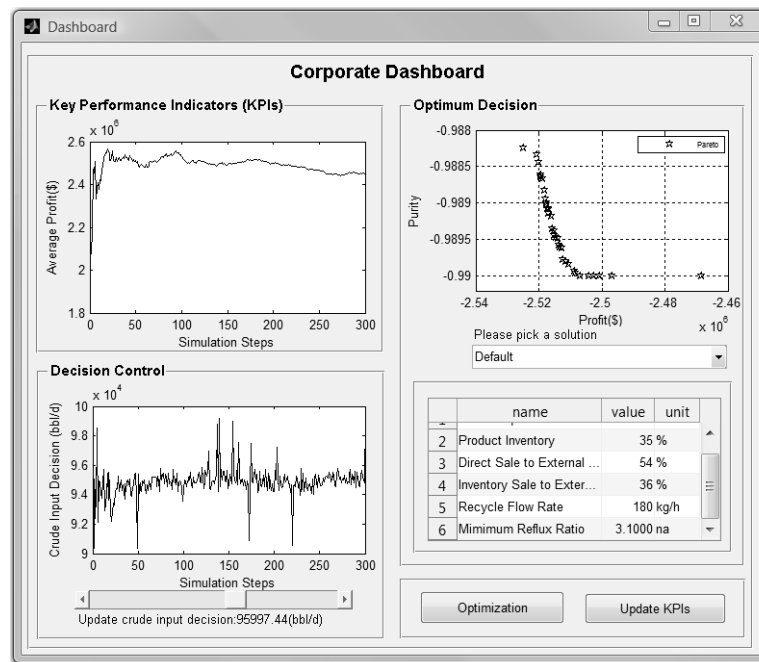 Dashboard
Corporate Dashboard
Key Performance Indicators (KPIs)
x 10^6
2.6
2.4
2.2
2
1.8
Average Profit($)
0 50 100 150 200 250 300
Simulation Steps
Decision Control
x 10^4
10
9.8
9.6
9.4
9.2
9
Crude Input Decision (bbl/d)
0 50 100 150 200 250 300
Simulation Steps
Update crude input decision:95997.44(bbl/d)
Optimum Decision
-0.988
-0.9885
-0.989
-0.9895
-0.99
Purity
Pareto
-2.54 -2.52 -2.5 -2.48 -2.46
Profit($)
x 10^6
Please pick a solution
Default
name value unit
2 Product Inventory 35 %
3 Direct Sale to External ... 54 %
4 Inventory Sale to Exter... 36 %
5 Recycle Flow Rate 180 kg/h
6 Mimimum Reflux Ratio 3.1000 na
Optimization
Update KPIs